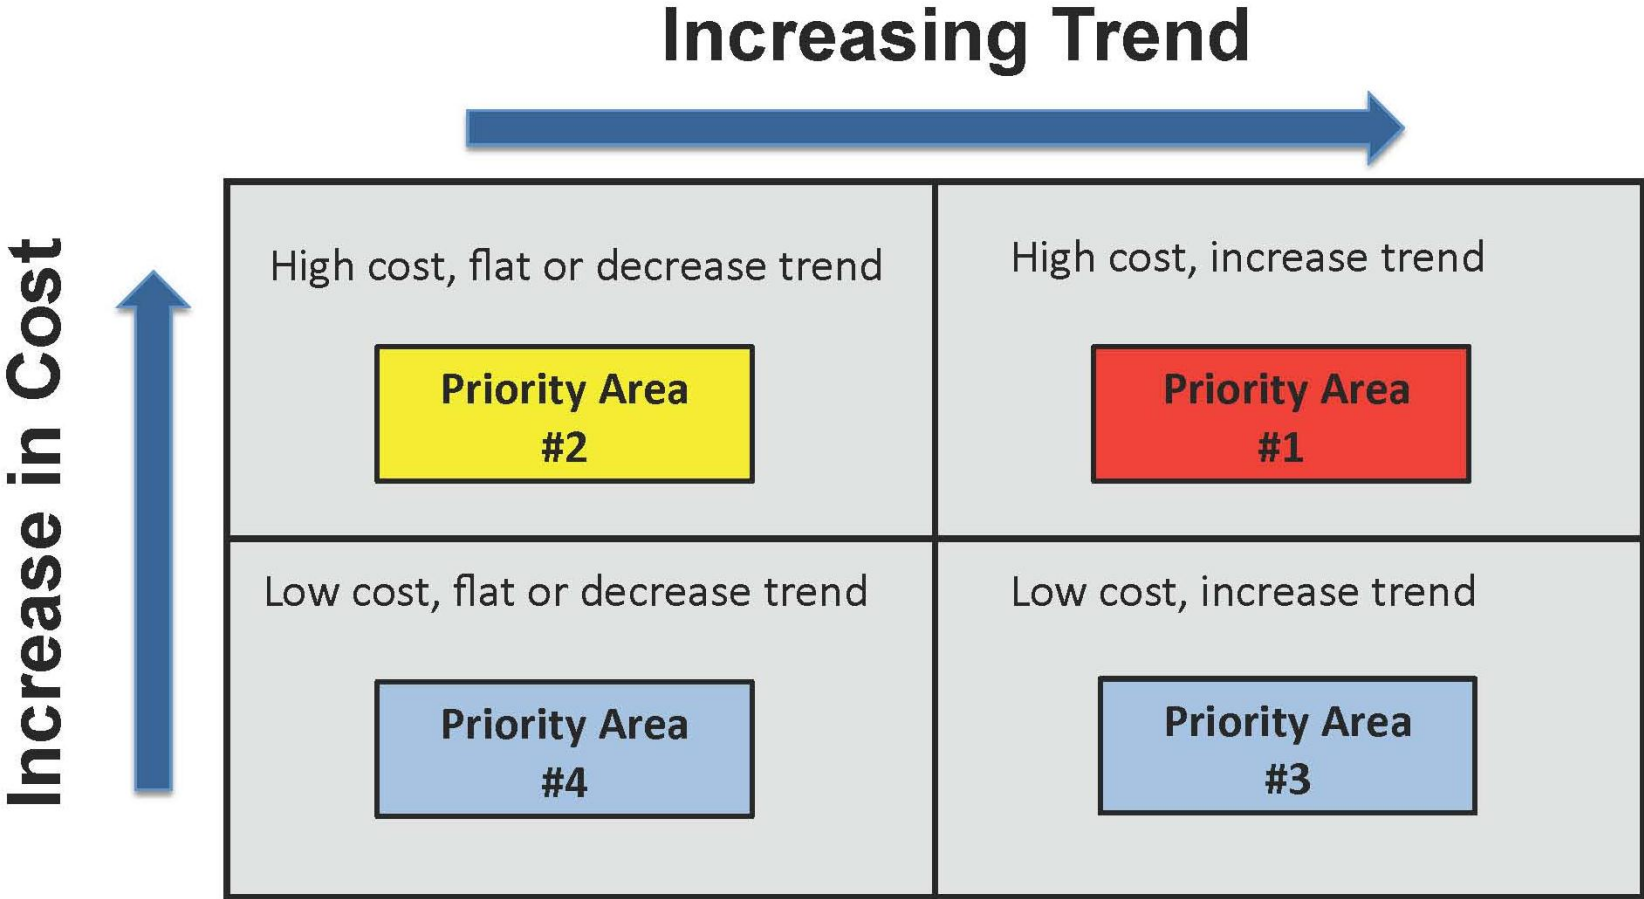 Increasing Trend
Increase in Cost
High cost, flat or decrease trend
High cost, increase trend
Priority Area
#2
Priority Area
#1
Low cost, flat or decrease trend
Low cost, increase trend
Priority Area
#4
Priority Area
#3